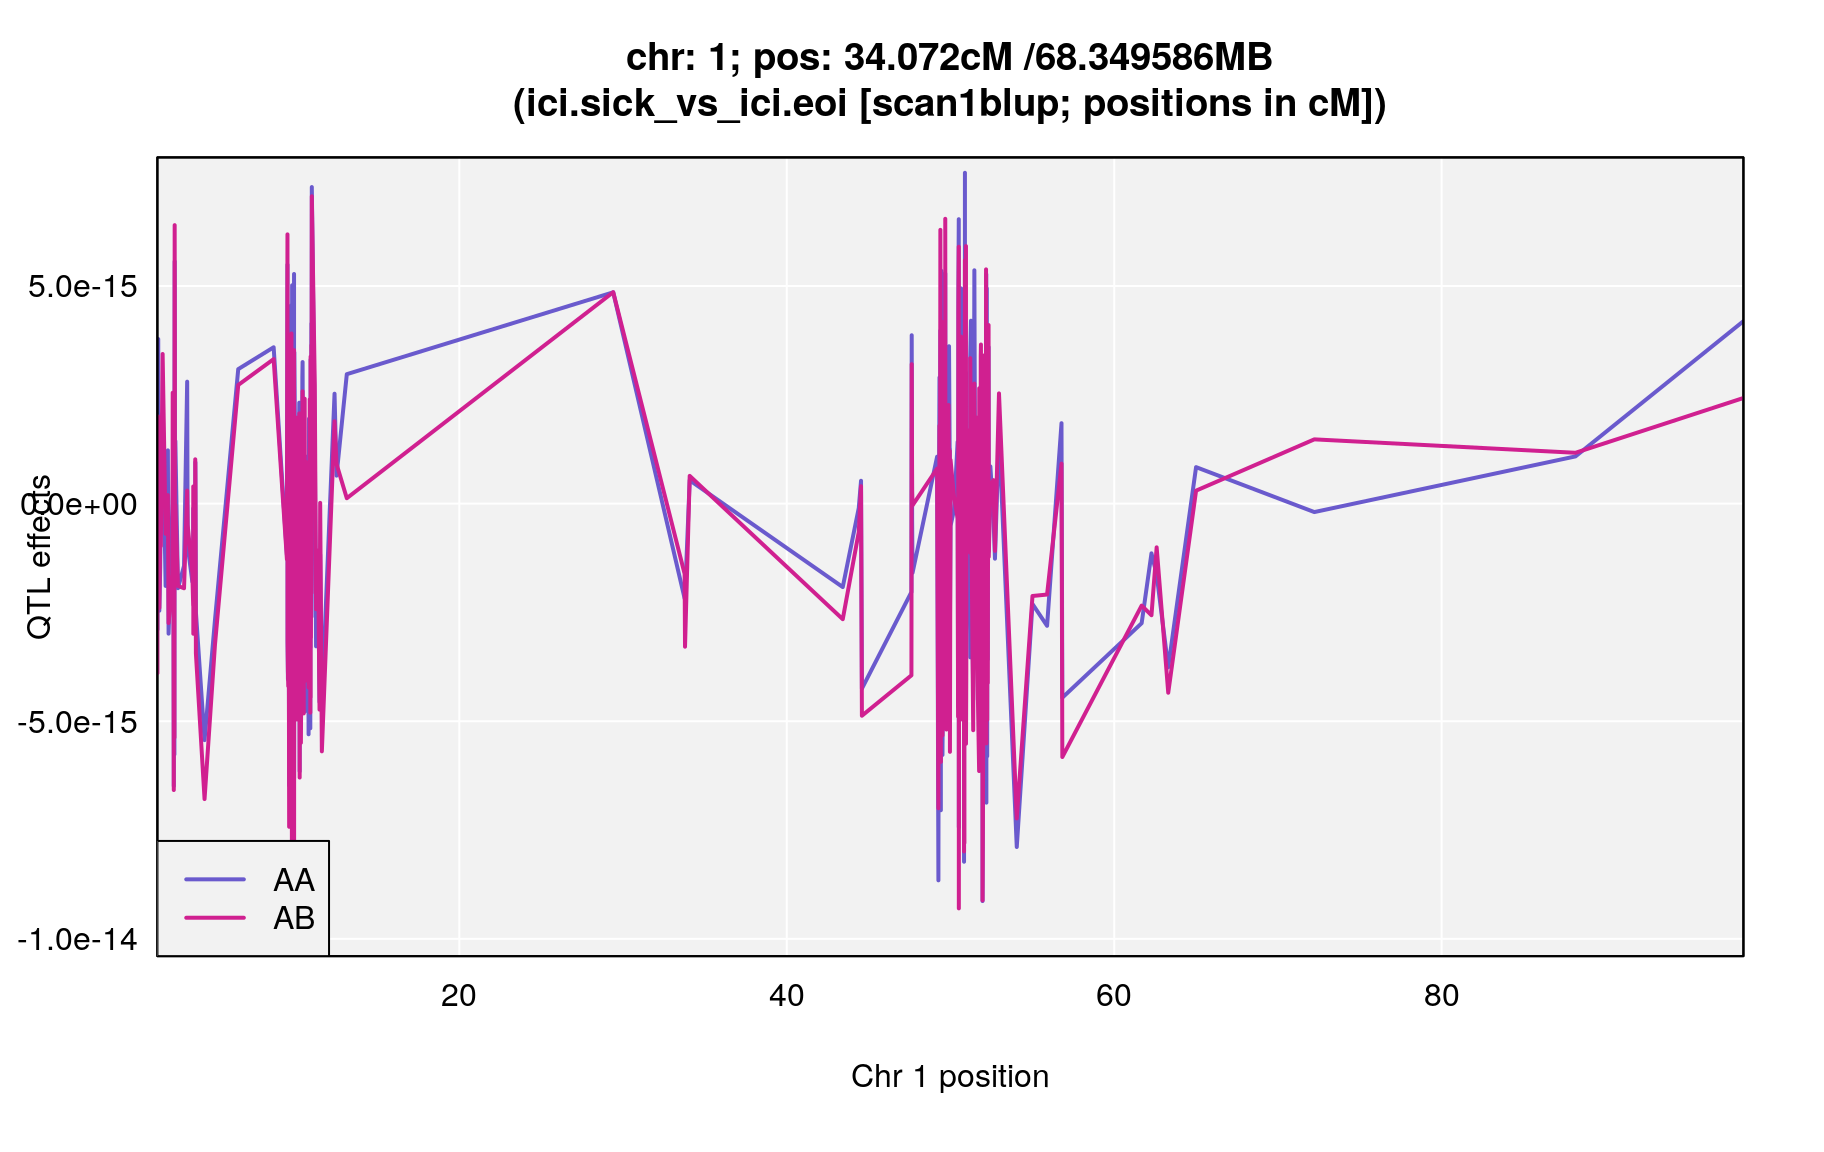 chr: 1; pos: 34.072cM /68.349586MB
(ici.sick_vs_ici.eoi [scan1blup; positions in cM])
QTL effects
5.0e-15
0.0e+00
-5.0e-15
-1.0e-14
AA
AB
20 40 60 80
Chr 1 position